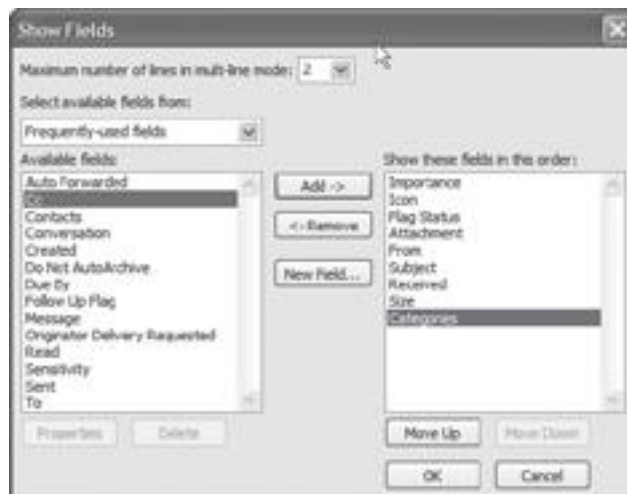 Show Fields
Maximum number of lines in multi-line mode: 2
Select available fields from:
Frequently-used fields
Available fields:
Auto Forwarded
Cc
Contacts
Conversation
Created
Do Not AutoArchive
Due By
Follow Up Flag
Message
Originator Delivery Requested
Read
Sensitivity
Sent
To
Properties
Delete
Add ->
<- Remove
New Field...
Show these fields in this order:
Importance
Icon
Flag Status
Attachment
From
Subject
Received
Size
Categories
Move Up
Move Down
OK
Cancel